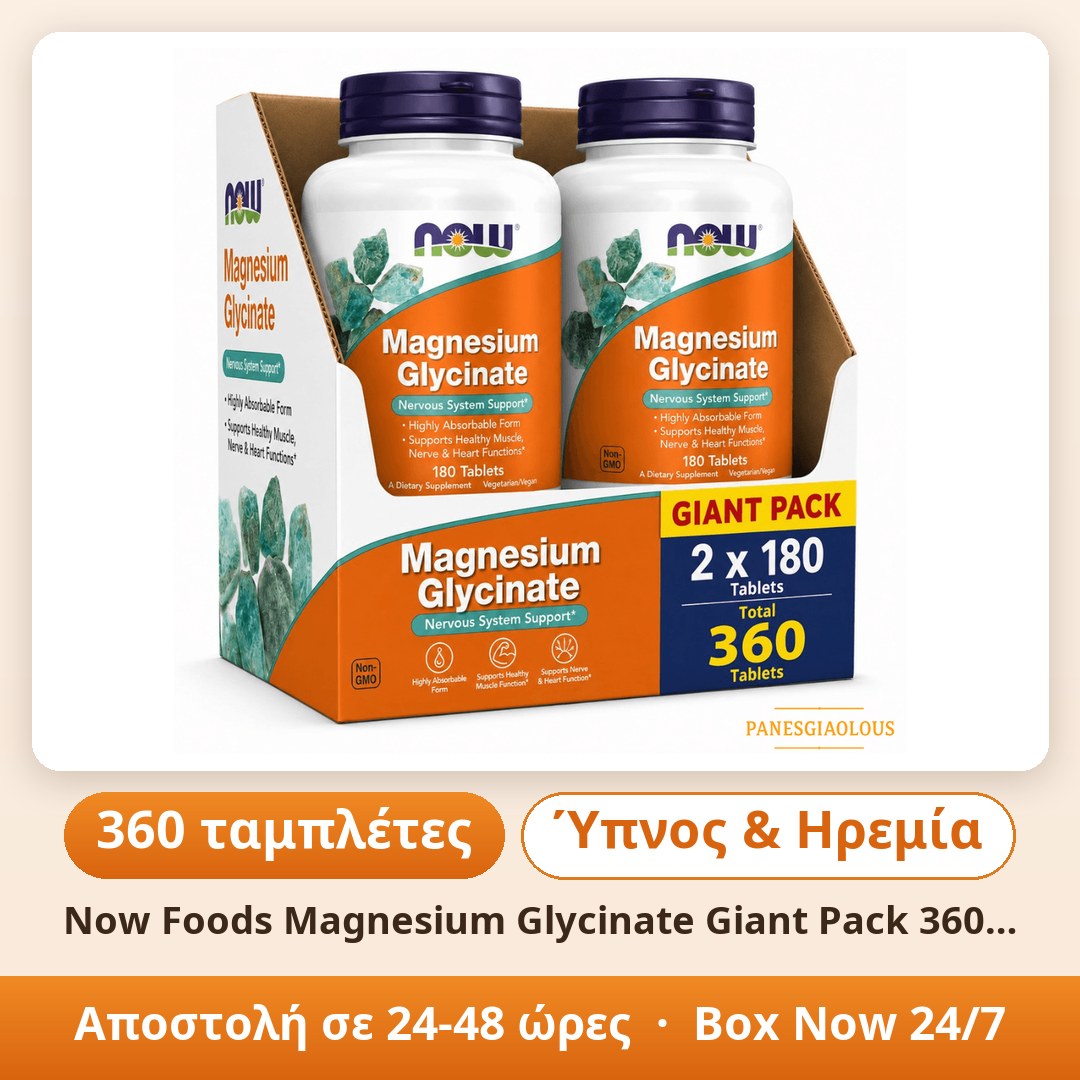 NOW
Magnesium
Glycinate
Nervous System Support*
• Highly Absorbable Form
• Supports Healthy Muscle,
Nerve & Heart Functions*
NOW
Magnesium
Glycinate
Nervous System Support*
• Highly Absorbable Form
• Supports Healthy Muscle,
Nerve & Heart Functions*
180 Tablets
A Dietary Supplement Vegetarian/Vegan
NOW
Magnesium
Glycinate
Nervous System Support*
• Highly Absorbable Form
• Supports Healthy Muscle,
Nerve & Heart Functions*
Non-
GMO
180 Tablets
A Dietary Supplement Vegetarian/Vegan
Magnesium
Glycinate
Nervous System Support*
Non-
GMO
Highly Absorbable
Form
Supports Healthy
Muscle Function*
Supports Nerve
& Heart Function*
GIANT PACK
2 x 180
Tablets
Total
360
Tablets
PANESGIAOLOUS
360 ταμπλέτες
Ύπνος & Ηρεμία
Now Foods Magnesium Glycinate Giant Pack 360...
Αποστολή σε 24-48 ώρες · Box Now 24/7